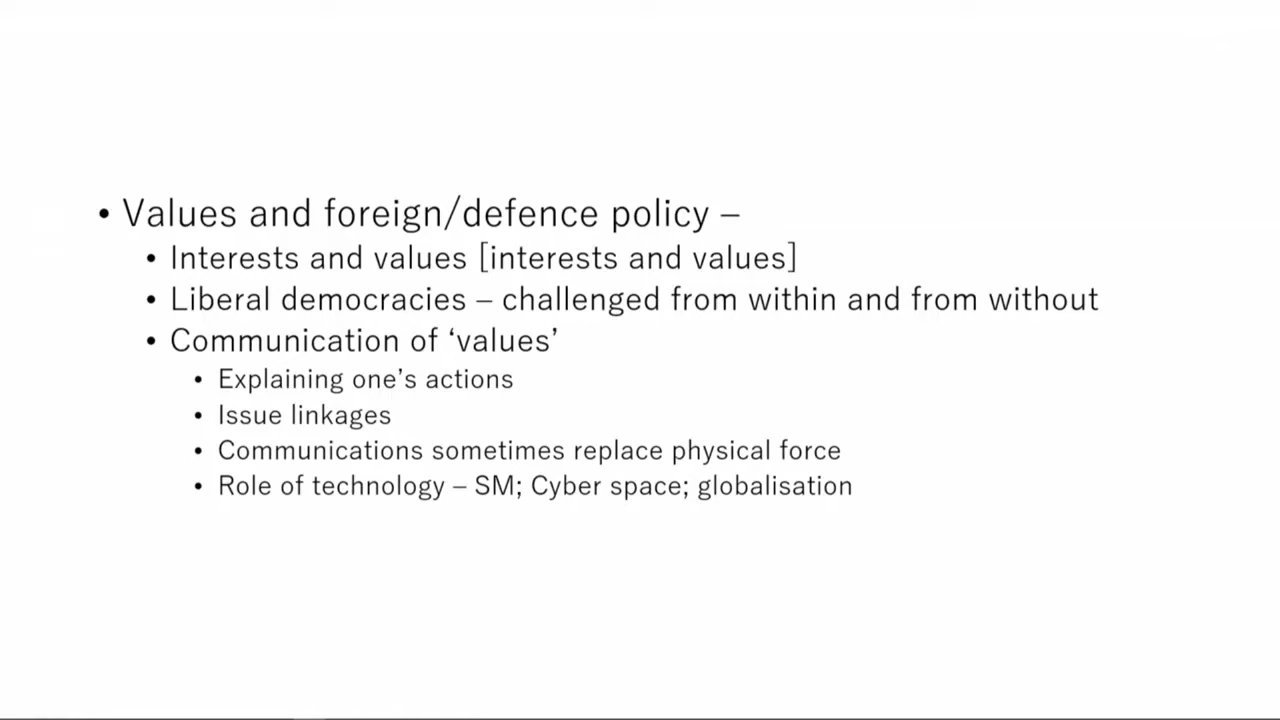 • Values and foreign/defence policy –
• Interests and values [interests and values]
• Liberal democracies – challenged from within and from without
• Communication of ‘values’
• Explaining one’s actions
• Issue linkages
• Communications sometimes replace physical force
• Role of technology – SM; Cyber space; globalisation